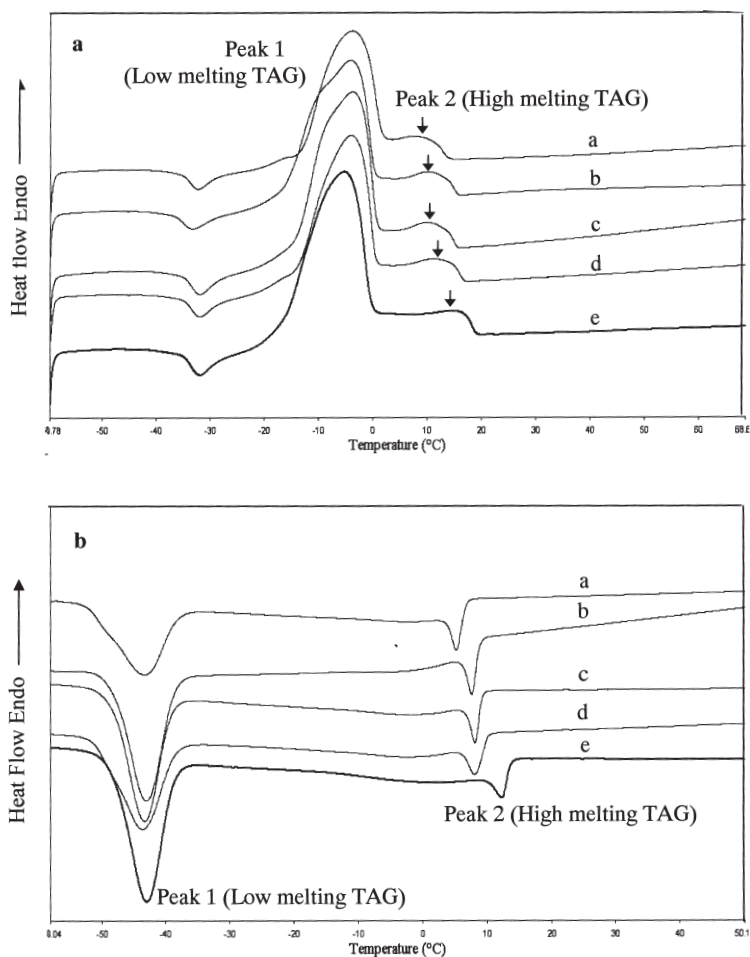 a
Peak 1
(Low melting TAG)
Peak 2 (High melting TAG)
a
b
c
d
e
Heat flow Endo
-50 -40 -30 -20 -10 0 10 20 30 40 50 60
Temperature (°C)
b
a
b
c
d
e
Heat Flow Endo
Peak 2 (High melting TAG)
Peak 1 (Low melting TAG)
-50 -40 -30 -20 -10 0 10 20 30 40 50.1
Temperature (°C)